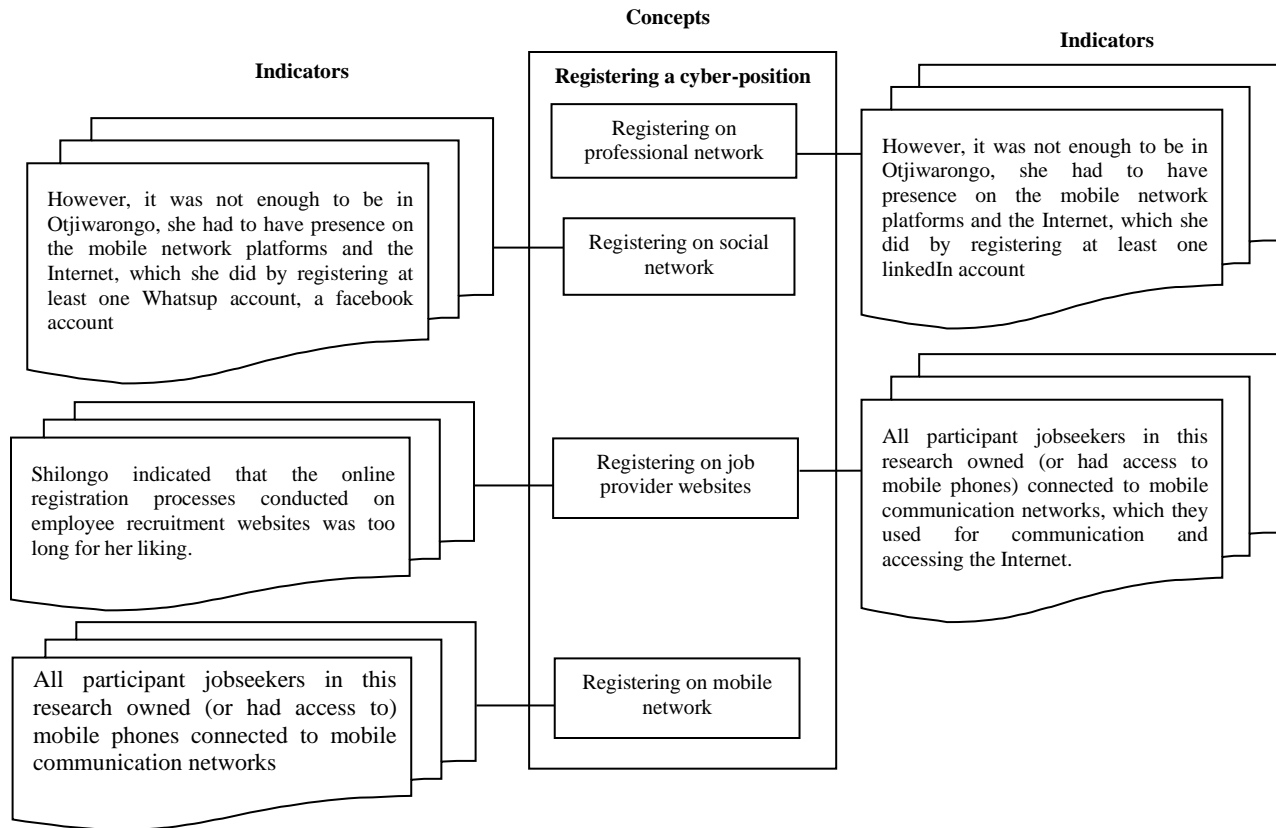 Concepts
Indicators
Indicators
Registering a cyber-position
Registering on
professional network
However, it was not enough to be in
Otjiwarongo, she had to have presence on
the mobile network platforms and the
Internet, which she did by registering at
least one Whatsup account, a facebook
account
However, it was not enough to be in
Otjiwarongo, she had to have
presence on the mobile network
platforms and the Internet, which she
did by registering at least one
linkedIn account
Registering on social
network
Shilongo indicated that the online
registration processes conducted on
employee recruitment websites was too
long for her liking.
Registering on job
provider websites
All participant jobseekers in this
research owned (or had access to
mobile phones) connected to mobile
communication networks, which they
used for communication and
accessing the Internet.
All participant jobseekers in this
research owned (or had access to)
mobile phones connected to mobile
communication networks
Registering on mobile
network